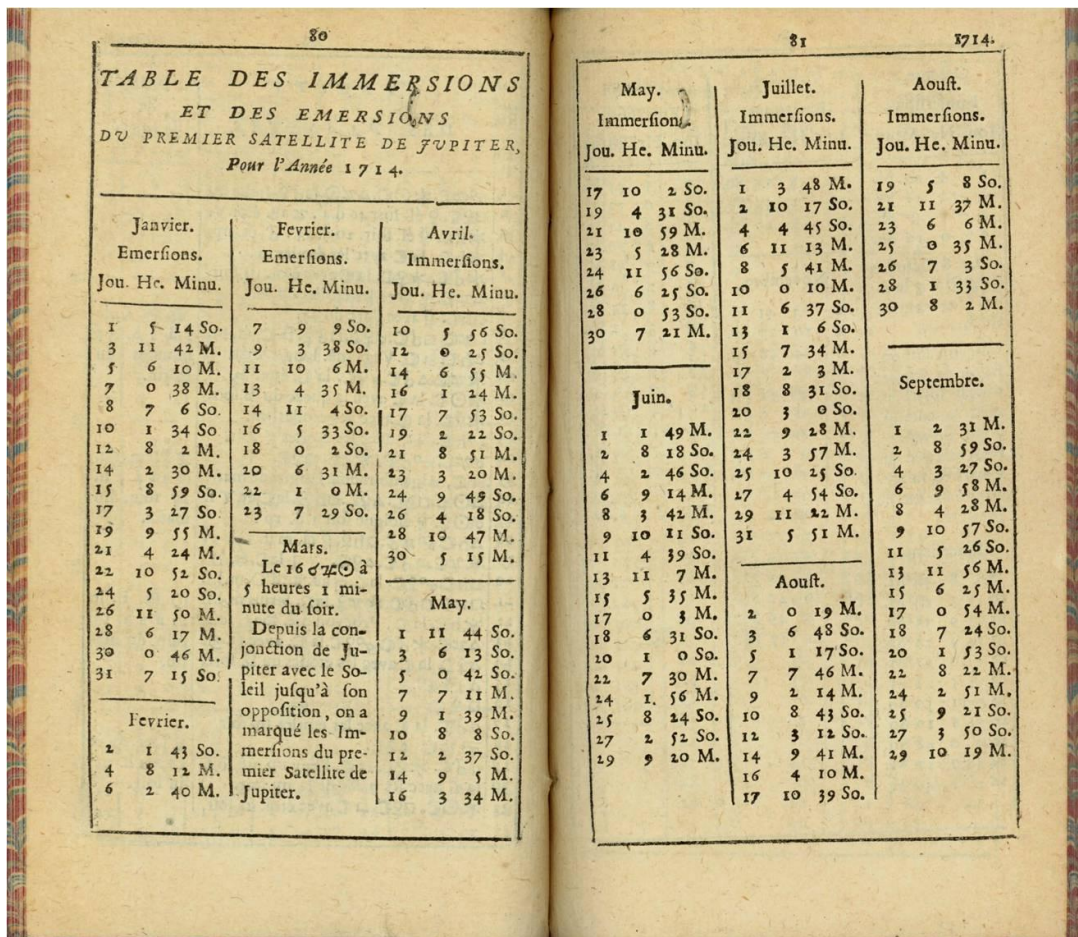 80
TABLE DES IMMERSIONS
ET DES EMERSIONS
DU PREMIER SATELLITE DE JUPITER,
Pour l'Année 1714.
Janvier.
Emersions.
Jou. He. Minu.
1 5 14 So.
3 11 42 M.
5 6 10 M.
7 0 38 M.
8 7 6 So.
10 1 34 So
12 8 2 M.
14 2 30 M.
15 8 59 So.
17 3 27 So.
19 9 55 M.
21 4 24 M.
22 10 52 So.
24 5 20 So.
26 11 50 M.
28 6 17 M.
30 0 46 M.
31 7 15 So.
Fevrier.
2 1 43 So.
4 8 12 M.
6 2 40 M.
Fevrier.
Emersions.
Jou. He. Minu.
7 9 9 So.
9 3 38 So.
11 10 6 M.
13 4 35 M.
14 11 4 So.
16 5 33 So.
18 0 2 So.
20 6 31 M.
22 1 0 M.
23 7 29 So.
Mars.
Le 16 ☌♃☉ à
5 heures 1 mi-
nute du soir.
Depuis la con-
jonction de Ju-
piter avec le So-
leil jusqu'à son
opposition, on a
marqué les Im-
mersions du pre-
mier Satellite de
Jupiter.
Avril.
Immersions.
Jou. He. Minu.
10 5 56 So.
12 0 25 So.
14 6 55 M.
16 1 24 M.
17 7 53 So.
19 2 22 So.
21 8 51 M.
23 3 20 M.
24 9 49 So.
26 4 18 So.
28 10 47 M.
30 5 15 M.
May.
1 11 44 So.
3 6 13 So.
5 0 42 So.
7 7 11 M.
9 1 39 M.
10 8 8 So.
12 2 37 So.
14 9 5 M.
16 3 34 M.
81 1714.
May.
Immersions.
Jou. He. Minu.
17 10 2 So.
19 4 31 So.
21 10 59 M.
23 5 28 M.
24 11 56 So.
26 6 25 So.
28 0 53 So.
30 7 21 M.
Juin.
1 1 49 M.
2 8 18 So.
4 2 46 So.
6 9 14 M.
8 3 42 M.
9 10 11 So.
11 4 39 So.
13 11 7 M.
15 5 35 M.
17 0 3 M.
18 6 31 So.
20 1 0 So.
22 7 30 M.
24 1. 56 M.
25 8 24 So.
27 2 52 So.
29 9 20 M.
Juillet.
Immersions.
Jou. He. Minu.
1 3 48 M.
2 10 17 So.
4 4 45 So.
6 11 13 M.
8 5 41 M.
10 0 10 M.
11 6 37 So.
13 1 6 So.
15 7 34 M.
17 2 3 M.
18 8 31 So.
20 3 0 So.
22 9 28 M.
24 3 57 M.
25 10 25 So.
27 4 54 So.
29 11 22 M.
31 5 51 M.
Aoust.
2 0 19 M.
3 6 48 So.
5 1 17 So.
7 7 46 M.
9 2 14 M.
10 8 43 So.
12 3 12 So.
14 9 41 M.
16 4 10 M.
17 10 39 So.
Aoust.
Immersions.
Jou. He. Minu.
19 5 8 So.
21 11 37 M.
23 6 6 M.
25 0 35 M.
26 7 3 So.
28 1 33 So.
30 8 2 M.
Septembre.
1 2 31 M.
2 8 59 So.
4 3 27 So.
6 9 58 M.
8 4 28 M.
9 10 57 So.
11 5 26 So.
13 11 56 M.
15 6 25 M.
17 0 54 M.
18 7 24 So.
20 1 53 So.
22 8 22 M.
24 2 51 M.
25 9 21 So.
27 3 50 So.
29 10 19 M.